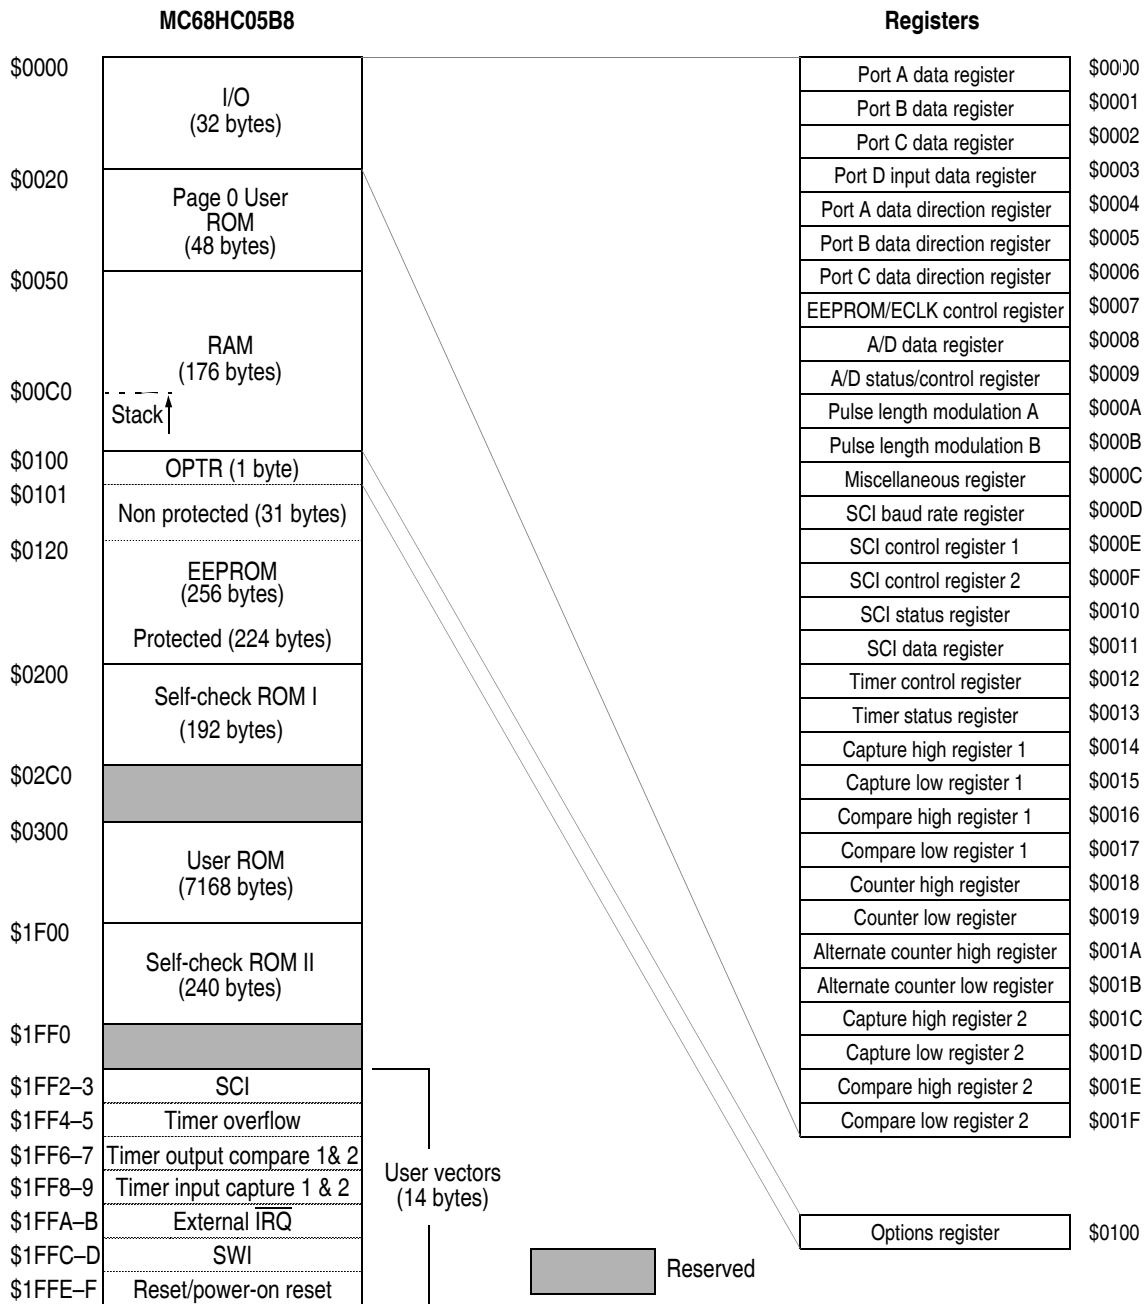 MC68HC05B8
$0000
I/O
(32 bytes)
$0020
Page 0 User
ROM
(48 bytes)
$0050
RAM
(176 bytes)
$00C0
Stack
$0100
OPTR (1 byte)
$0101
Non protected (31 bytes)
$0120
EEPROM
(256 bytes)
Protected (224 bytes)
$0200
Self-check ROM I
(192 bytes)
$02C0
$0300
User ROM
(7168 bytes)
$1F00
Self-check ROM II
(240 bytes)
$1FF0
$1FF2–3 SCI
$1FF4–5 Timer overflow
$1FF6–7 Timer output compare 1& 2
$1FF8–9 Timer input capture 1 & 2
$1FFA–B External IRQ
$1FFC–D SWI
$1FFE–F Reset/power-on reset
User vectors
(14 bytes)
Reserved
Registers
Port A data register $0000
Port B data register $0001
Port C data register $0002
Port D input data register $0003
Port A data direction register $0004
Port B data direction register $0005
Port C data direction register $0006
EEPROM/ECLK control register $0007
A/D data register $0008
A/D status/control register $0009
Pulse length modulation A $000A
Pulse length modulation B $000B
Miscellaneous register $000C
SCI baud rate register $000D
SCI control register 1 $000E
SCI control register 2 $000F
SCI status register $0010
SCI data register $0011
Timer control register $0012
Timer status register $0013
Capture high register 1 $0014
Capture low register 1 $0015
Compare high register 1 $0016
Compare low register 1 $0017
Counter high register $0018
Counter low register $0019
Alternate counter high register $001A
Alternate counter low register $001B
Capture high register 2 $001C
Capture low register 2 $001D
Compare high register 2 $001E
Compare low register 2 $001F
Options register $0100